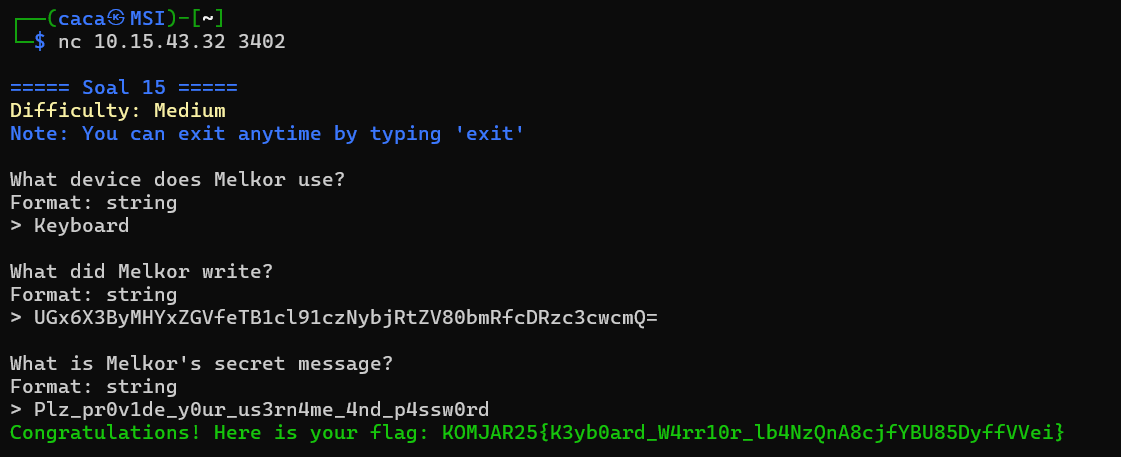 ┌──(caca㉿MSI)-[~]
└─$ nc 10.15.43.32 3402
===== Soal 15 =====
Difficulty: Medium
Note: You can exit anytime by typing 'exit'
What device does Melkor use?
Format: string
> Keyboard
What did Melkor write?
Format: string
> UGx6X3ByMHYxZGVfeTB1cl91czNybjRtZV80bmRfcDRzc3cwcmQ=
What is Melkor's secret message?
Format: string
> Plz_pr0v1de_y0ur_us3rn4me_4nd_p4ssw0rd
Congratulations! Here is your flag: KOMJAR25{K3yb0ard_W4rr10r_lb4NzQnA8cjfYBU85DyffVVei}